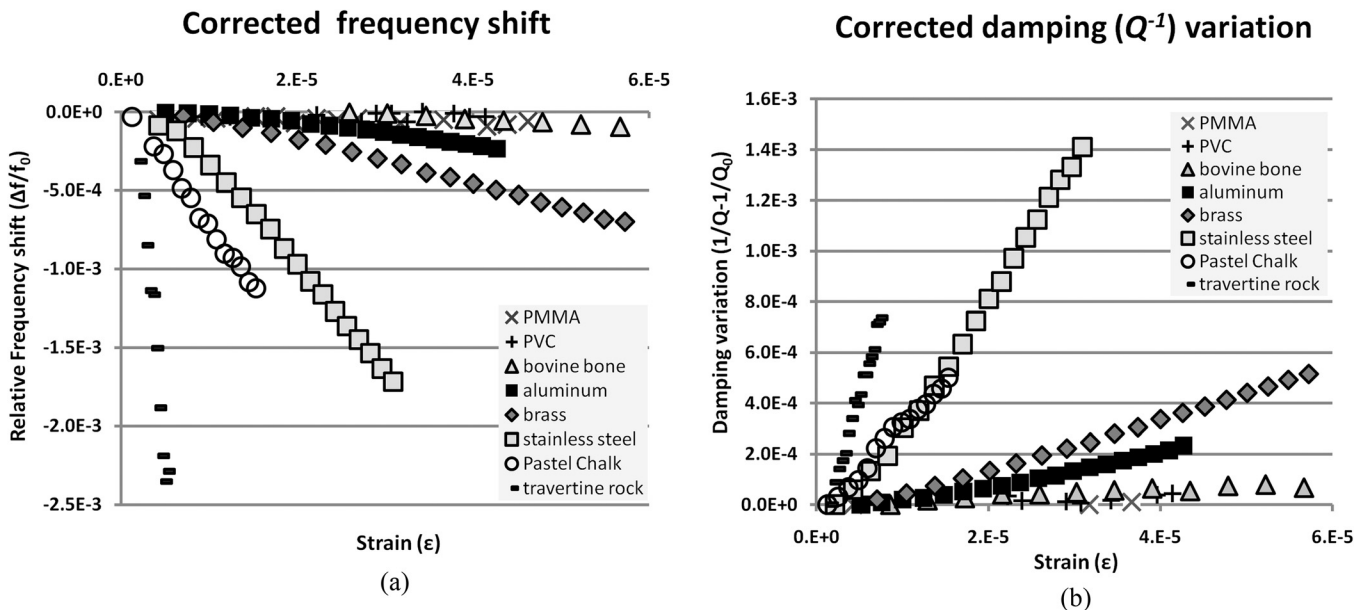 Corrected frequency shift
0.E+0 2.E-5 4.E-5 6.E-5
0.0E+0
-5.0E-4
-1.0E-3
-1.5E-3
-2.0E-3
-2.5E-3
Relative Frequency shift (Δf/f₀)
PMMA
PVC
bovine bone
aluminum
brass
stainless steel
Pastel Chalk
travertine rock
Strain (ε)
(a)
Corrected damping (Q⁻¹) variation
1.6E-3
1.4E-3
1.2E-3
1.0E-3
8.0E-4
6.0E-4
4.0E-4
2.0E-4
0.0E+0
Damping variation (1/Q-1/Q₀)
PMMA
PVC
bovine bone
aluminum
brass
stainless steel
Pastel Chalk
travertine rock
0.E+0 2.E-5 4.E-5 6.E-5
Strain (ε)
(b)